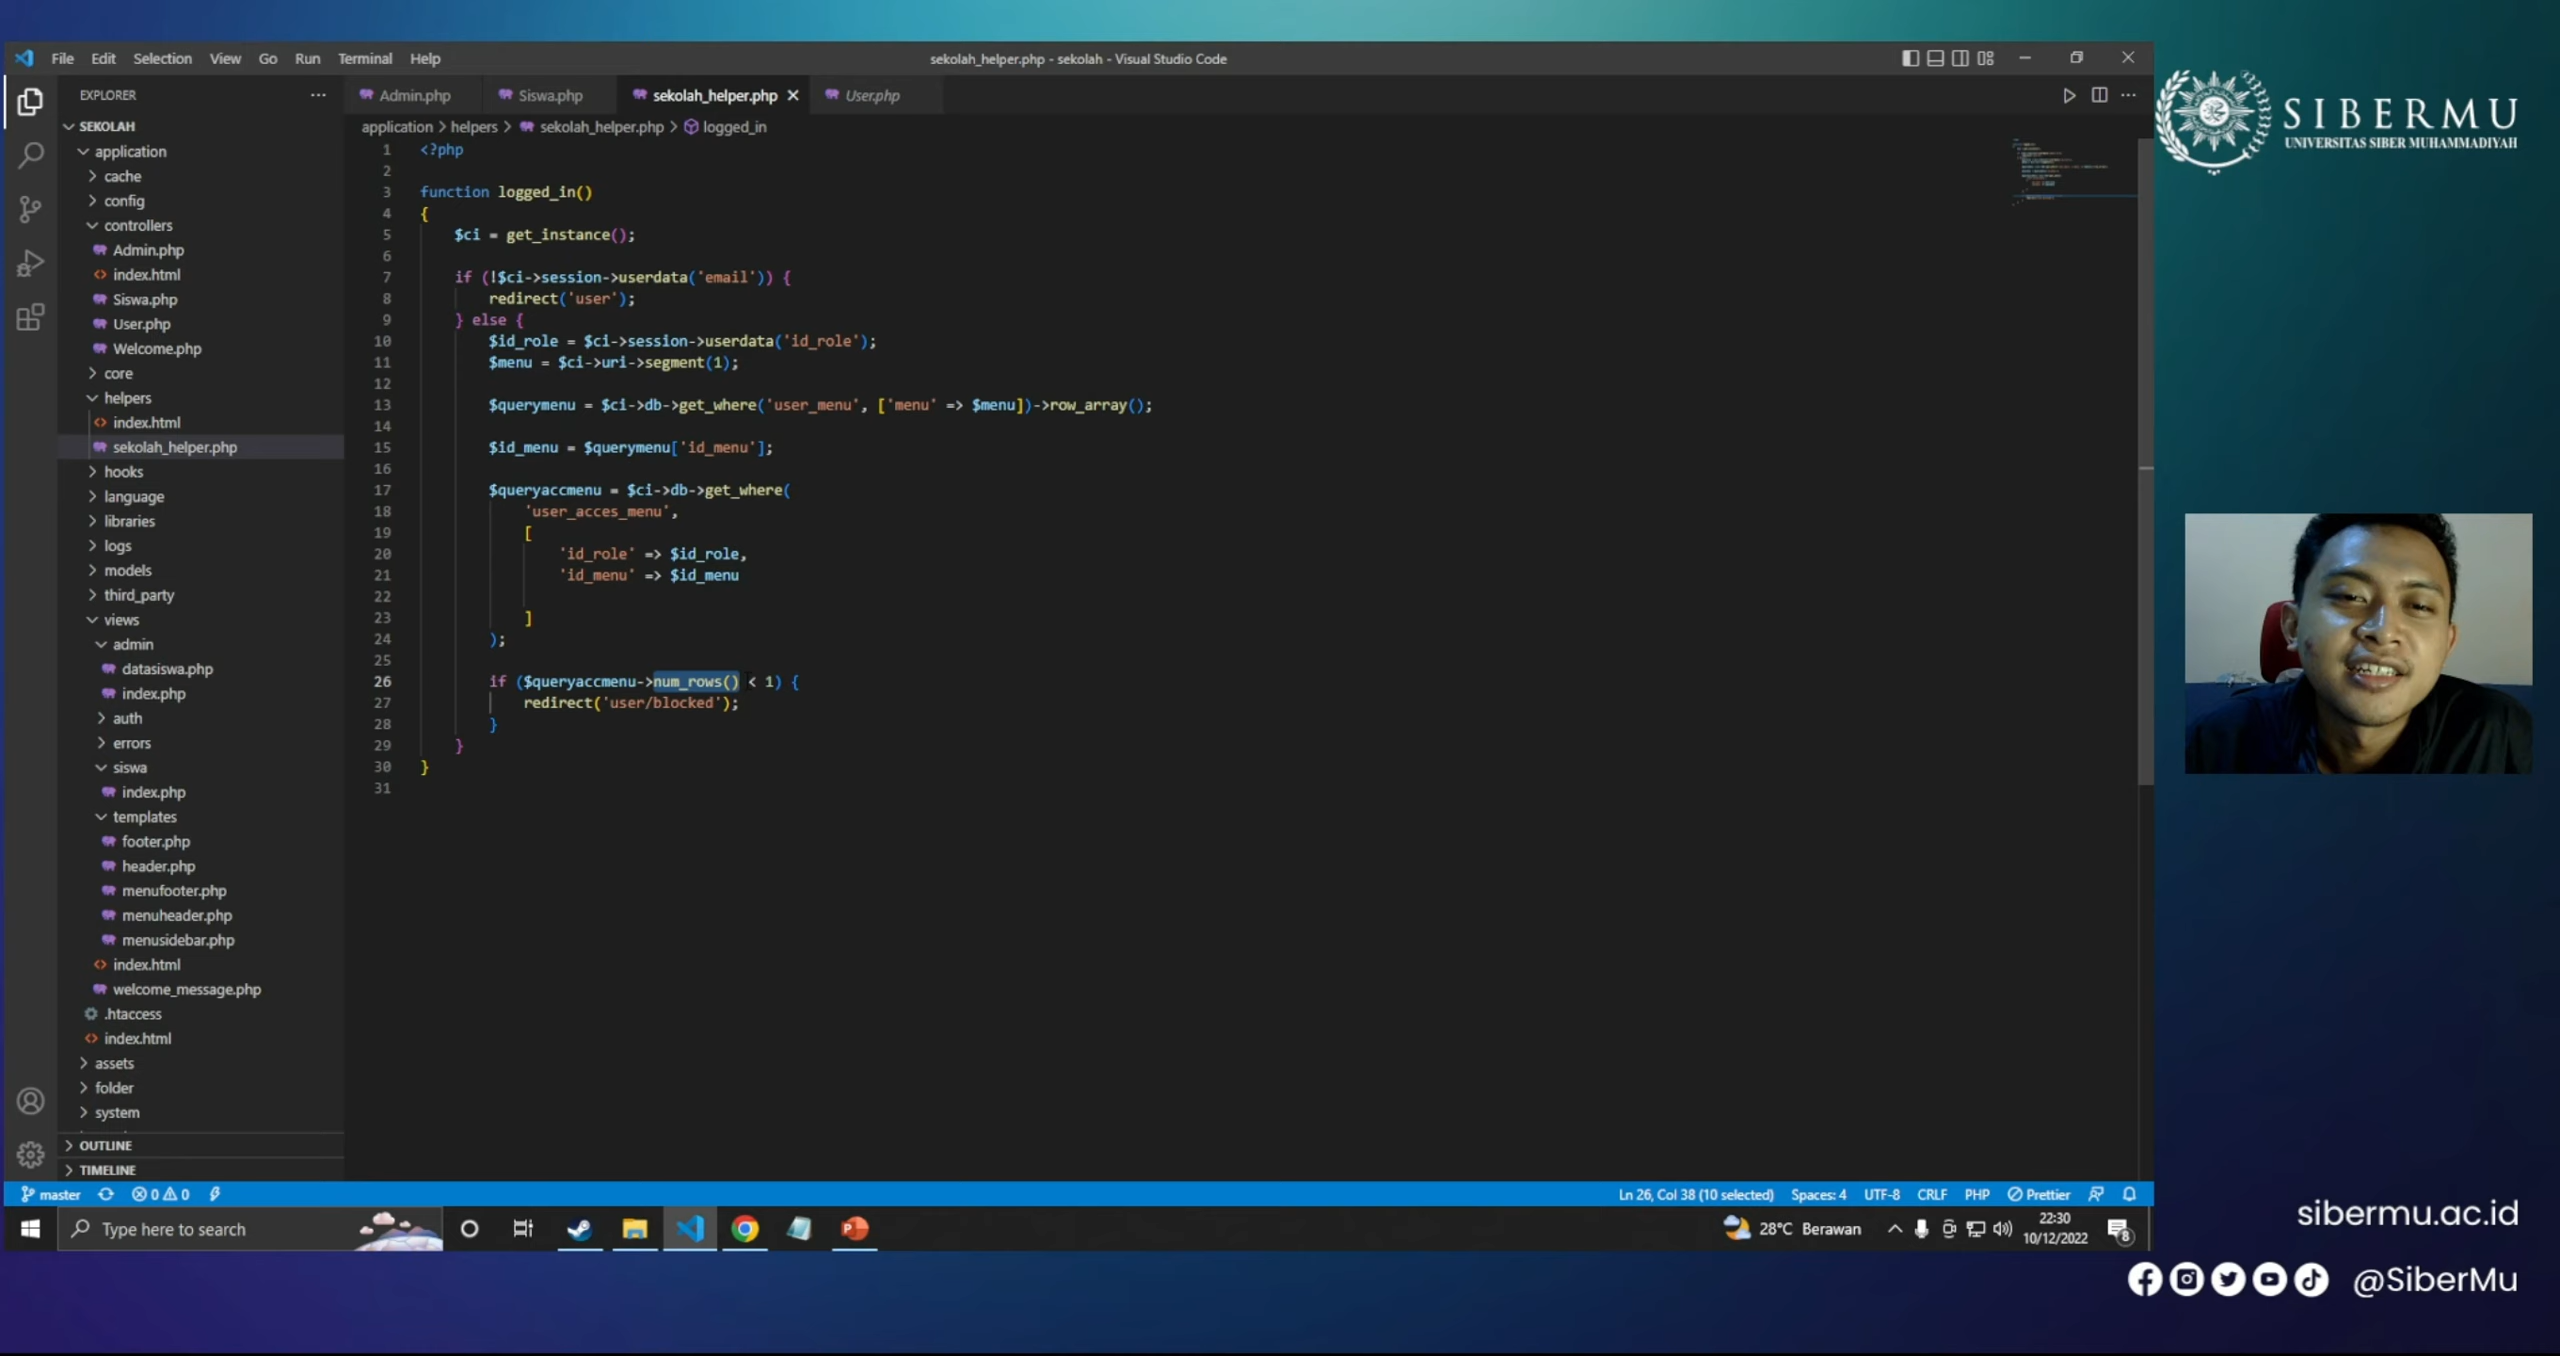 File Edit Selection View Go Run Terminal Help
sekolah_helper.php - sekolah - Visual Studio Code
EXPLORER
SEKOLAH
application
cache
config
controllers
Admin.php
index.html
Siswa.php
User.php
Welcome.php
core
helpers
index.html
sekolah_helper.php
hooks
language
libraries
logs
models
third_party
views
admin
datasiswa.php
index.php
auth
errors
siswa
index.php
templates
footer.php
header.php
menufooter.php
menuheader.php
menusidebar.php
index.html
welcome_message.php
.htaccess
index.html
assets
folder
system
OUTLINE
TIMELINE
Admin.php Siswa.php sekolah_helper.php User.php
application > helpers > sekolah_helper.php > logged_in
1 <?php
2
3 function logged_in()
4 {
5 $ci = get_instance();
6
7 if (!$ci->session->userdata('email')) {
8 redirect('user');
9 } else {
10 $id_role = $ci->session->userdata('id_role');
11 $menu = $ci->uri->segment(1);
12
13 $querymenu = $ci->db->get_where('user_menu', ['menu' => $menu])->row_array();
14
15 $id_menu = $querymenu['id_menu'];
16
17 $queryaccmenu = $ci->db->get_where(
18 'user_acces_menu',
19 [
20 'id_role' => $id_role,
21 'id_menu' => $id_menu
22
23 ]
24 );
25
26 if ($queryaccmenu->num_rows() < 1) {
27 redirect('user/blocked');
28 }
29 }
30 }
31
master 0 0
Ln 26, Col 38 (10 selected) Spaces: 4 UTF-8 CRLF PHP Prettier
Type here to search
28°C Berawan
22:30
10/12/2022
8
SIBERMU
UNIVERSITAS SIBER MUHAMMADIYAH
sibermu.ac.id
@SiberMu